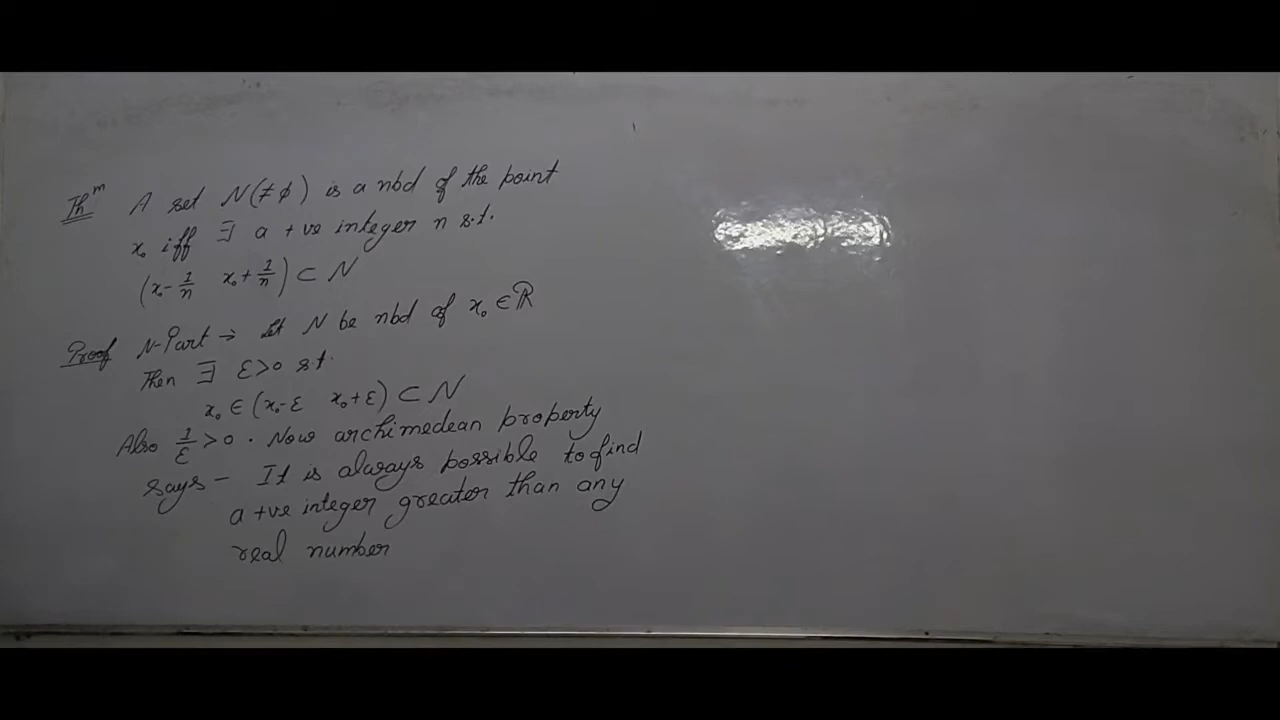 Th^m A set N(≠ϕ) is a nbd of the point
x₀ iff ∃ a +ve integer n s.t.
(x₀-1/n x₀+1/n) ⊂ N
Proof N-Part → Let N be nbd of x₀ ∈ ℝ
Then ∃ ε>0 s.t.
x₀ ∈ (x₀-ε x₀+ε) ⊂ N
Also 1/ε >0. Now archimedean property
says - It is always possible to find
a +ve integer greater than any
real number